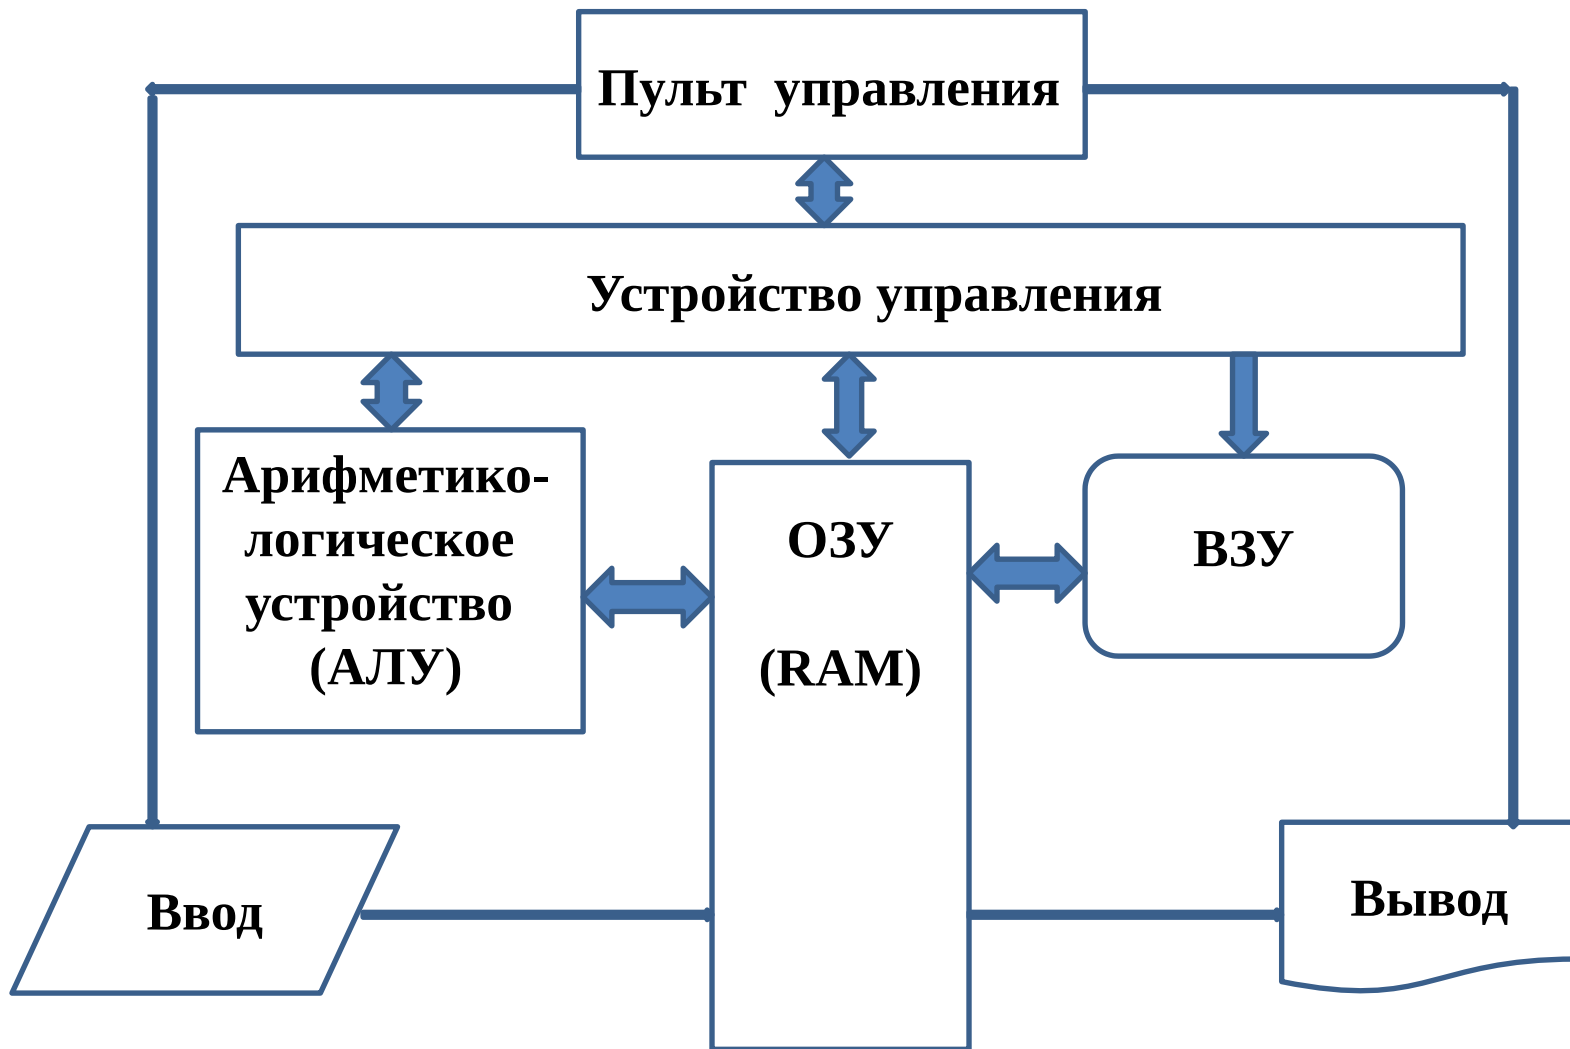 Пульт управления
Устройство управления
Арифметико-
логическое
устройство
(АЛУ)
ОЗУ
(RAM)
ВЗУ
Ввод
Вывод